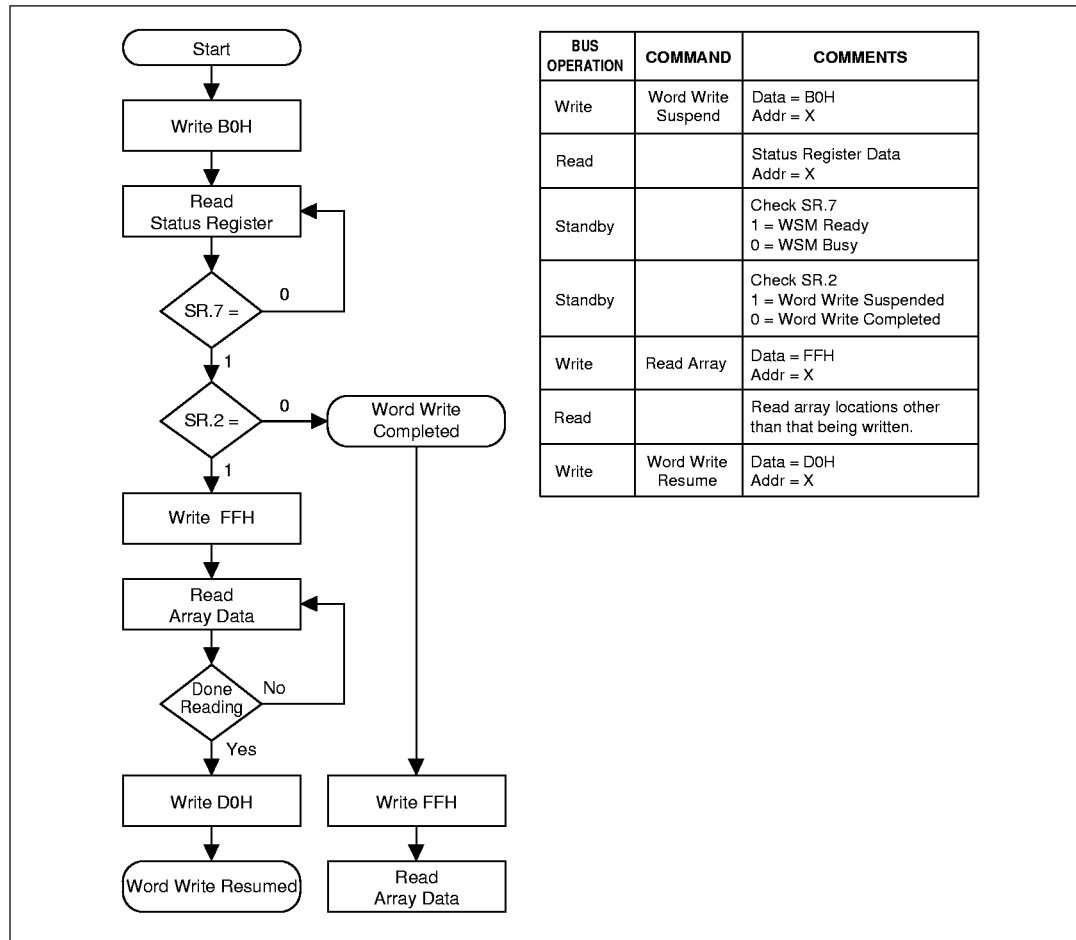 Start
Write B0H
Read
Status Register
SR.7 =
0
1
SR.2 =
0
Word Write
Completed
1
Write FFH
Read
Array Data
Done
Reading
No
Yes
Write D0H
Write FFH
Word Write Resumed
Read
Array Data
BUS
OPERATION
COMMAND
COMMENTS
Write
Word Write
Suspend
Data = B0H
Addr = X
Read
Status Register Data
Addr = X
Standby
Check SR.7
1 = WSM Ready
0 = WSM Busy
Standby
Check SR.2
1 = Word Write Suspended
0 = Word Write Completed
Write
Read Array
Data = FFH
Addr = X
Read
Read array locations other
than that being written.
Write
Word Write
Resume
Data = D0H
Addr = X